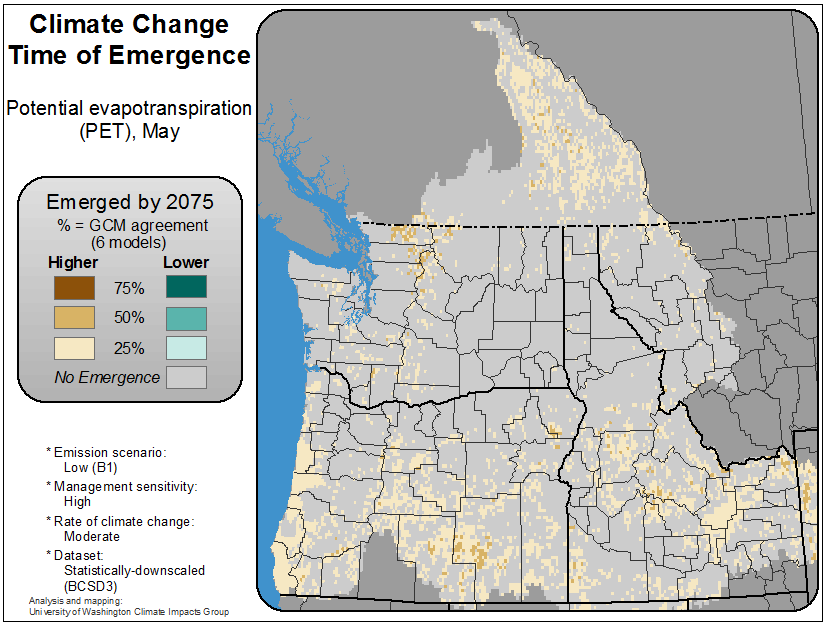 Climate Change
Time of Emergence
Potential evapotranspiration
(PET), May
Emerged by 2075
% = GCM agreement
(6 models)
Higher Lower
75%
50%
25%
No Emergence
* Emission scenario:
Low (B1)
* Management sensitivity:
High
* Rate of climate change:
Moderate
* Dataset:
Statistically-downscaled
(BCSD3)
Analysis and mapping:
University of Washington Climate Impacts Group